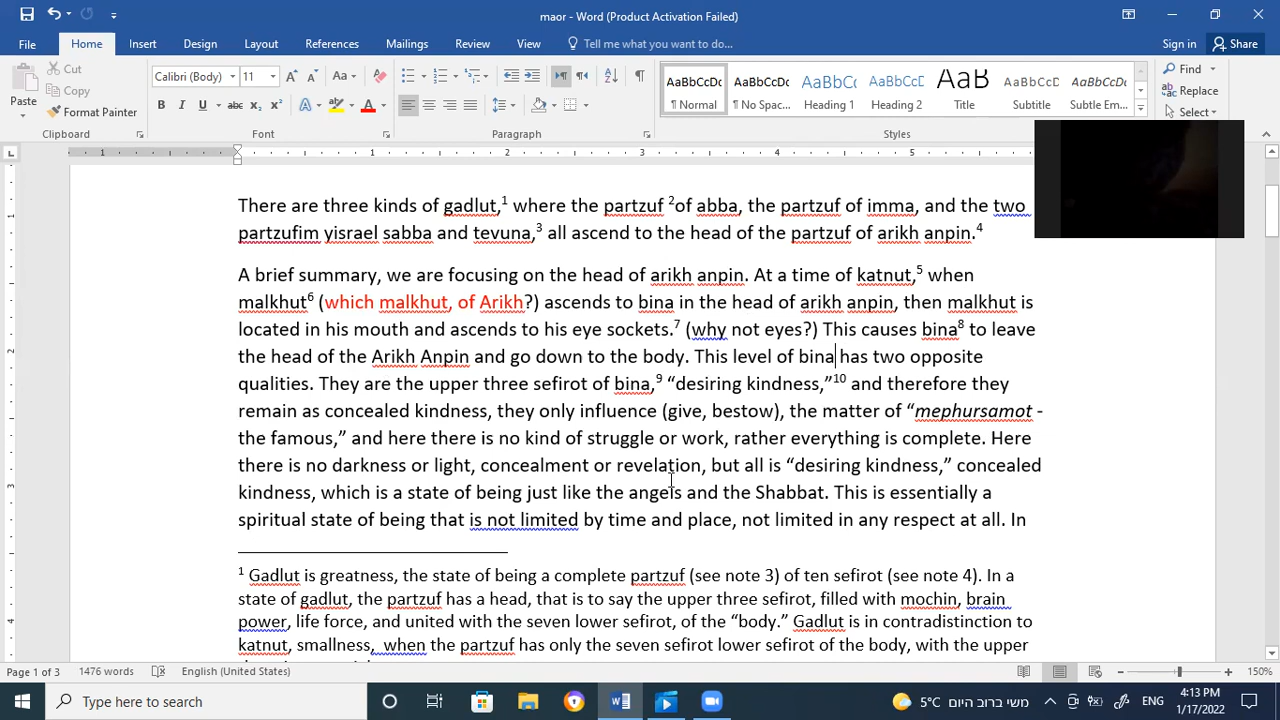 maor - Word (Product Activation Failed)
File Home Insert Design Layout References Mailings Review View Tell me what you want to do... Sign in Share
Paste
Cut
Copy
Format Painter
Clipboard
Calibri (Body) 11 Aa
B I U abc x₂ x² A A
Font
Paragraph
AaBbCcDc AaBbCcDc AaBbCc AaBbCcC AaB AaBbCcC AaBbCcDc
¶ Normal ¶ No Spac... Heading 1 Heading 2 Title Subtitle Subtle Em...
Styles
Find
Replace
Select
1 1 2 3 4 5
There are three kinds of gadlut,¹ where the partzuf ²of abba, the partzuf of imma, and the two
partzufim yisrael sabba and tevuna,³ all ascend to the head of the partzuf of arikh anpin.⁴
A brief summary, we are focusing on the head of arikh anpin. At a time of katnut,⁵ when
malkhut⁶ (which malkhut, of Arikh?) ascends to bina in the head of arikh anpin, then malkhut is
located in his mouth and ascends to his eye sockets.⁷ (why not eyes?) This causes bina⁸ to leave
the head of the Arikh Anpin and go down to the body. This level of bina has two opposite
qualities. They are the upper three sefirot of bina,⁹ “desiring kindness,”¹⁰ and therefore they
remain as concealed kindness, they only influence (give, bestow), the matter of “mephursamot -
the famous,” and here there is no kind of struggle or work, rather everything is complete. Here
there is no darkness or light, concealment or revelation, but all is “desiring kindness,” concealed
kindness, which is a state of being just like the angels and the Shabbat. This is essentially a
spiritual state of being that is not limited by time and place, not limited in any respect at all. In
¹ Gadlut is greatness, the state of being a complete partzuf (see note 3) of ten sefirot (see note 4). In a
state of gadlut, the partzuf has a head, that is to say the upper three sefirot, filled with mochin, brain
power, life force, and united with the seven lower sefirot, of the “body.” Gadlut is in contradistinction to
katnut, smallness, when the partzuf has only the seven sefirot lower sefirot of the body, with the upper
Page 1 of 3 1476 words English (United States) 150%
Type here to search
5°C משי ברוב היום
ENG
4:13 PM
1/17/2022